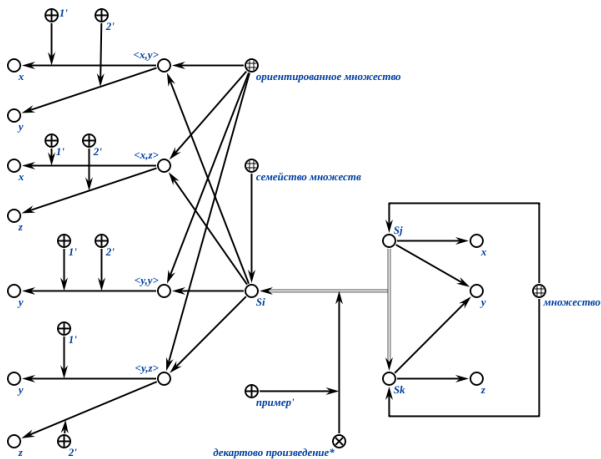 1'
2'
<x,y>
x
ориентированное множество
y
1'
2'
<x,z>
x
семейство множеств
z
Sj
1'
2'
<y,y>
x
y
Si
y
множество
1'
<y,z>
y
Sk
z
пример'
2'
z
декартово произведение*